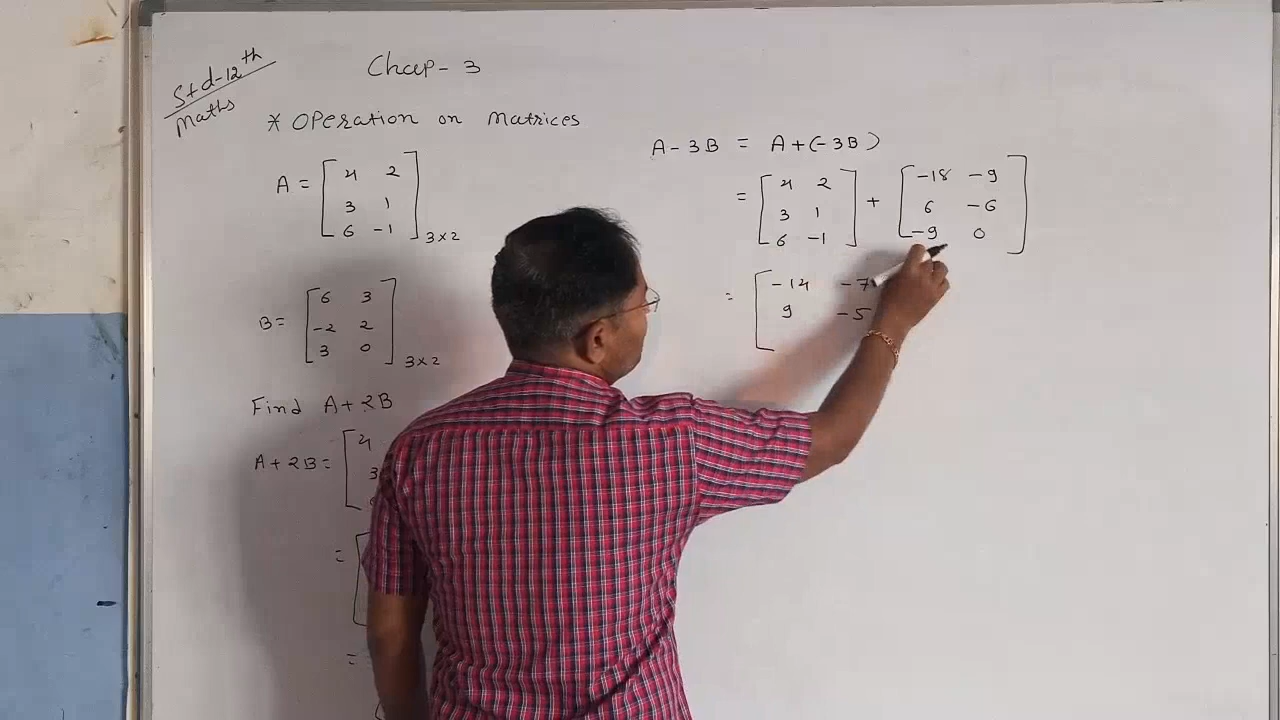 Std-12th
Maths
Chap-3
* Operation on Matrices
A = [ 4 2
3 1
6 -1 ] 3×2
B = [ 6 3
-2 2
3 0 ] 3×2
Find A+2B
A+2B = [ 4
3
=
=
A-3B = A+(-3B)
= [ 4 2
3 1
6 -1 ] + [ -18 -9
6 -6
-9 0 ]
= [ -14 -7
9 -5